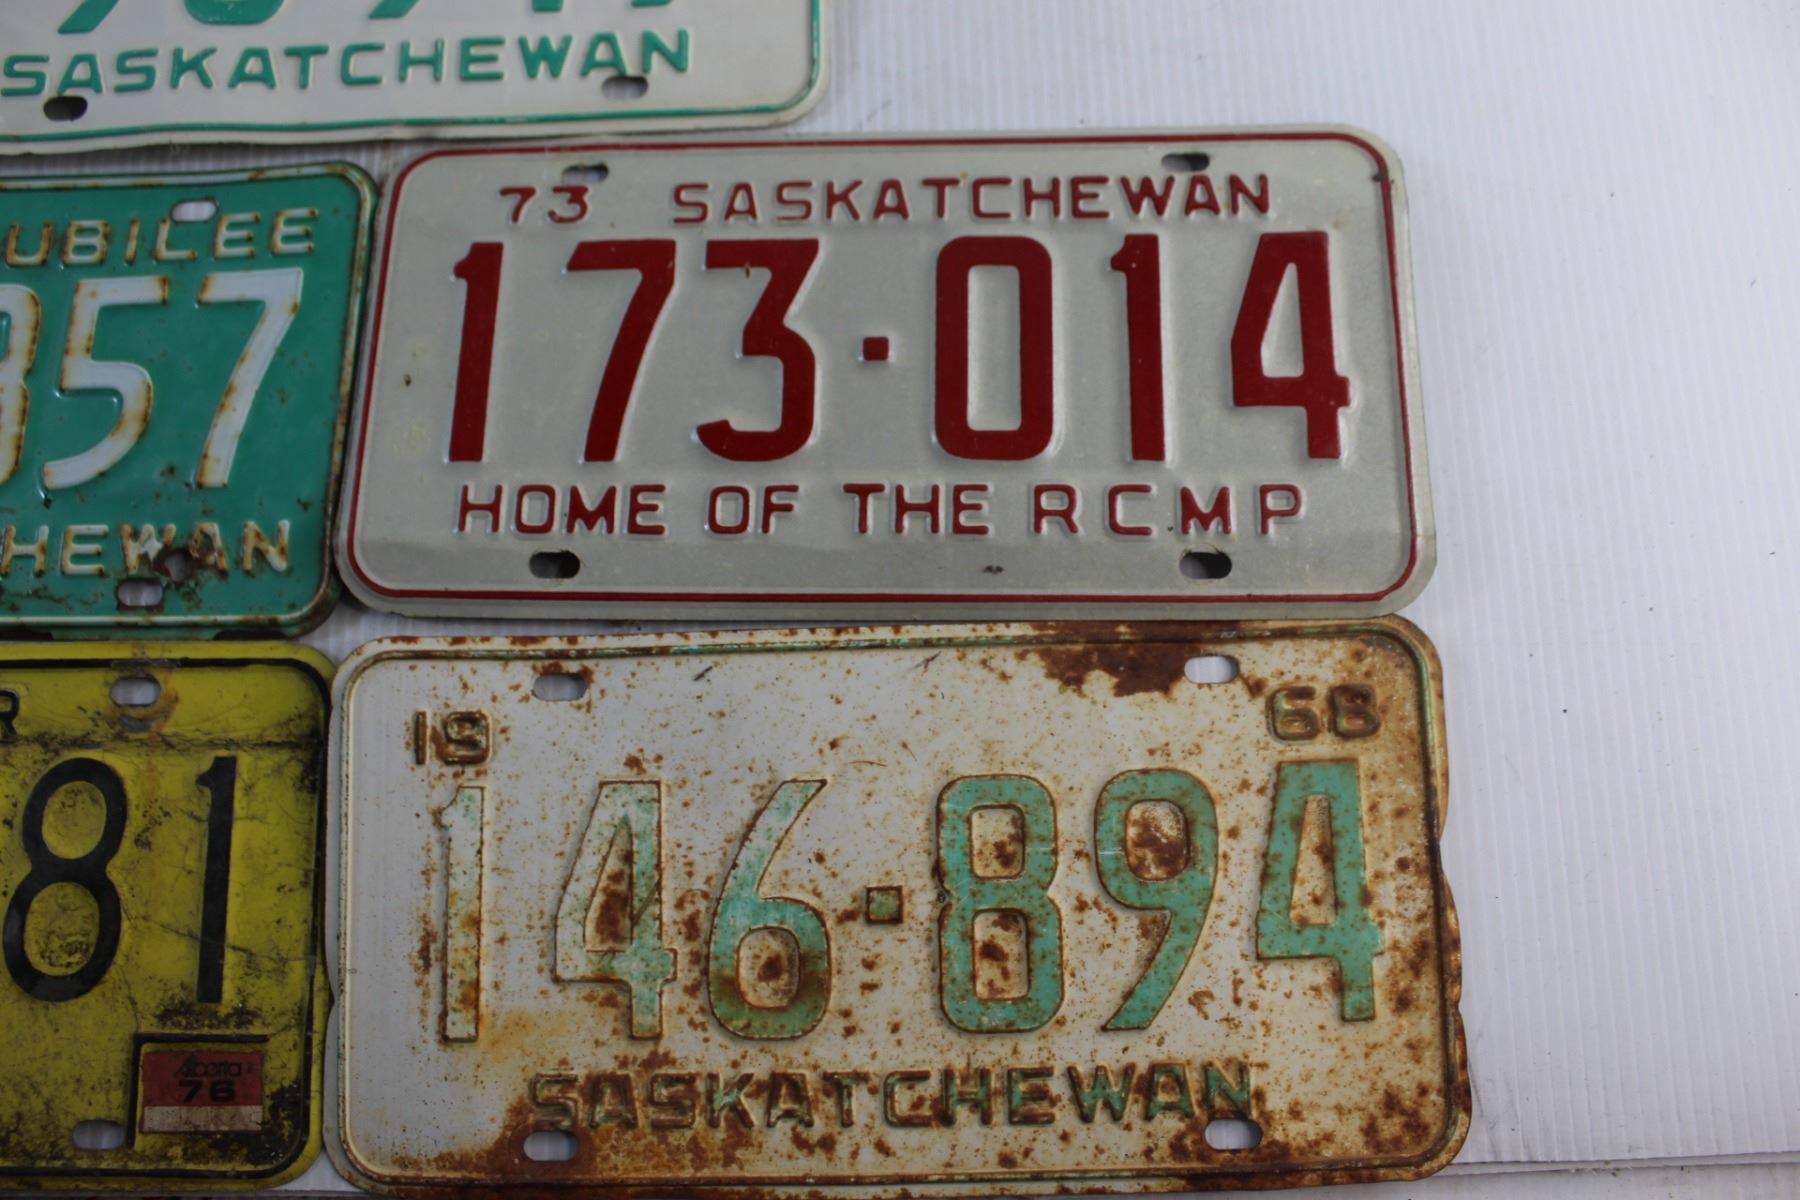 SASKATCHEWAN
UBILEE
357
HEWAN
73 SASKATCHEWAN
173·014
HOME OF THE RCMP
R
81
Alberta
76
19 68
146·894
SASKATCHEWAN